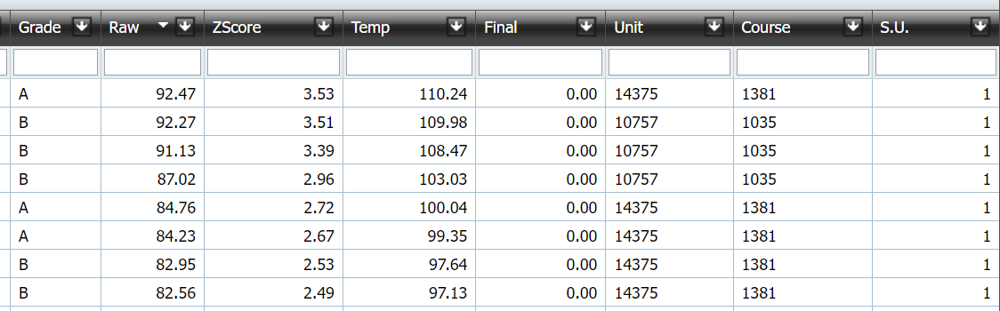 Grade Raw ZScore Temp Final Unit Course S.U.
A 92.47 3.53 110.24 0.00 14375 1381 1
B 92.27 3.51 109.98 0.00 10757 1035 1
B 91.13 3.39 108.47 0.00 10757 1035 1
B 87.02 2.96 103.03 0.00 10757 1035 1
A 84.76 2.72 100.04 0.00 14375 1381 1
A 84.23 2.67 99.35 0.00 14375 1381 1
B 82.95 2.53 97.64 0.00 14375 1381 1
B 82.56 2.49 97.13 0.00 14375 1381 1